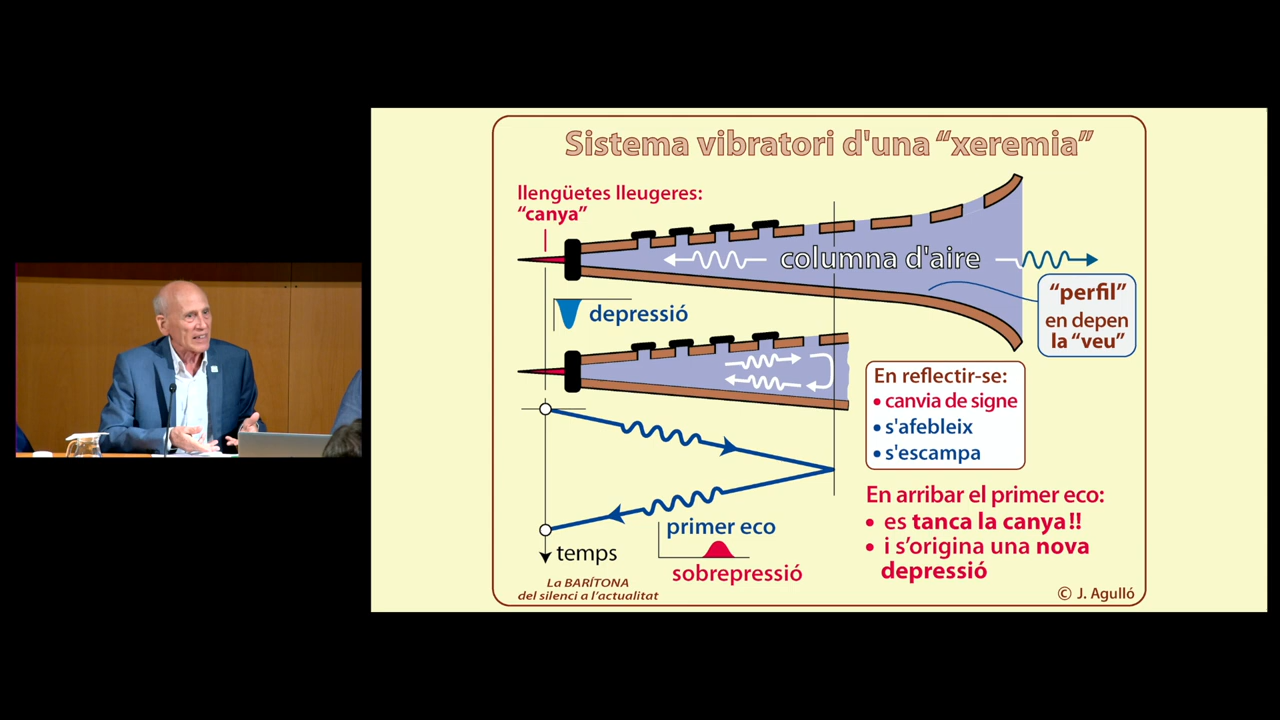 Sistema vibratori d'una “xeremia”
llengüetes lleugeres:
“canya”
columna d'aire
“perfil”
en depen
la “veu”
depressió
En reflectir-se:
• canvia de signe
• s'afebleix
• s'escampa
En arribar el primer eco:
• es tanca la canya!!
• i s’origina una nova
depressió
primer eco
temps
sobrepressió
La BARÍTONA
del silenci a l’actualitat
© J. Agulló